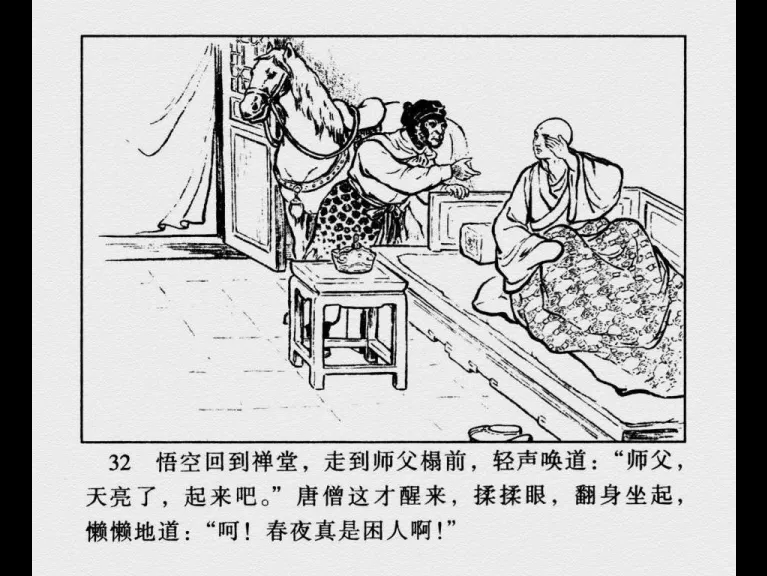 32 悟空回到禅堂，走到师父榻前，轻声唤道：“师父，
天亮了，起来吧。”唐僧这才醒来，揉揉眼，翻身坐起，
懒懒地道：“呵！春夜真是困人啊！”